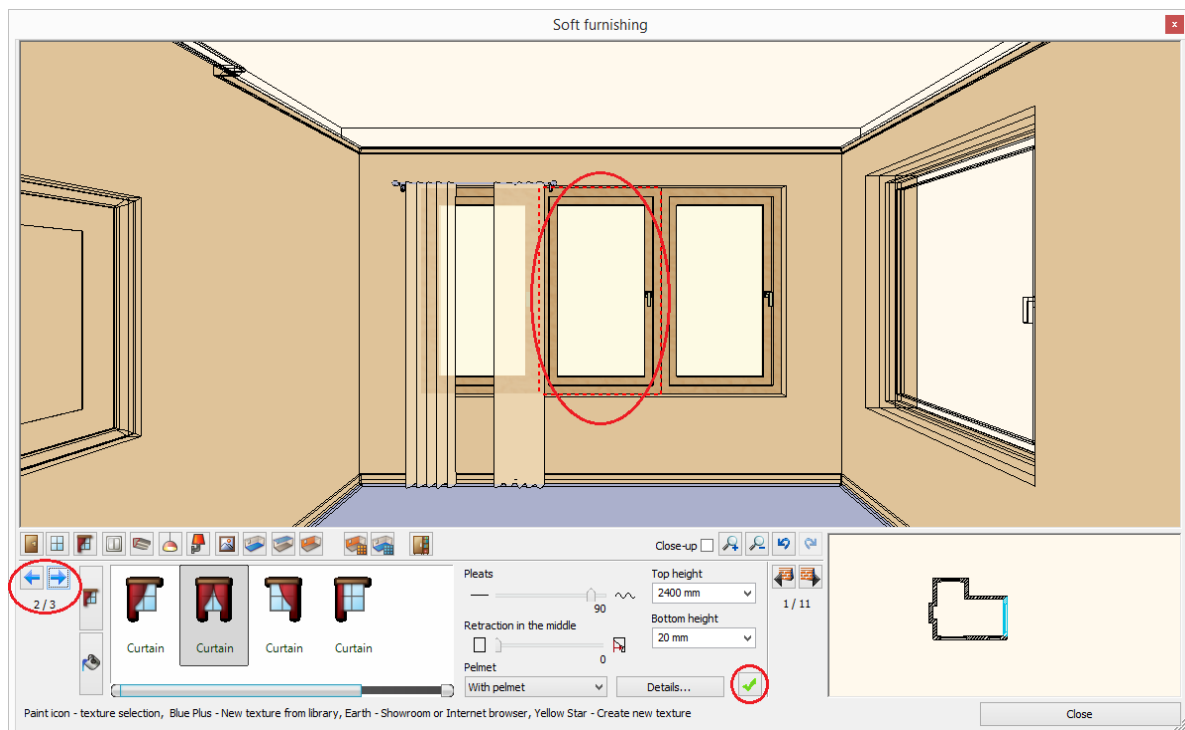 Soft furnishing
x
Close-up
2 / 3
Curtain
Curtain
Curtain
Curtain
Pleats
90
Retraction in the middle
0
Pelmet
With pelmet
Top height
2400 mm
Bottom height
20 mm
Details...
1 / 11
Paint icon - texture selection, Blue Plus - New texture from library, Earth - Showroom or Internet browser, Yellow Star - Create new texture
Close